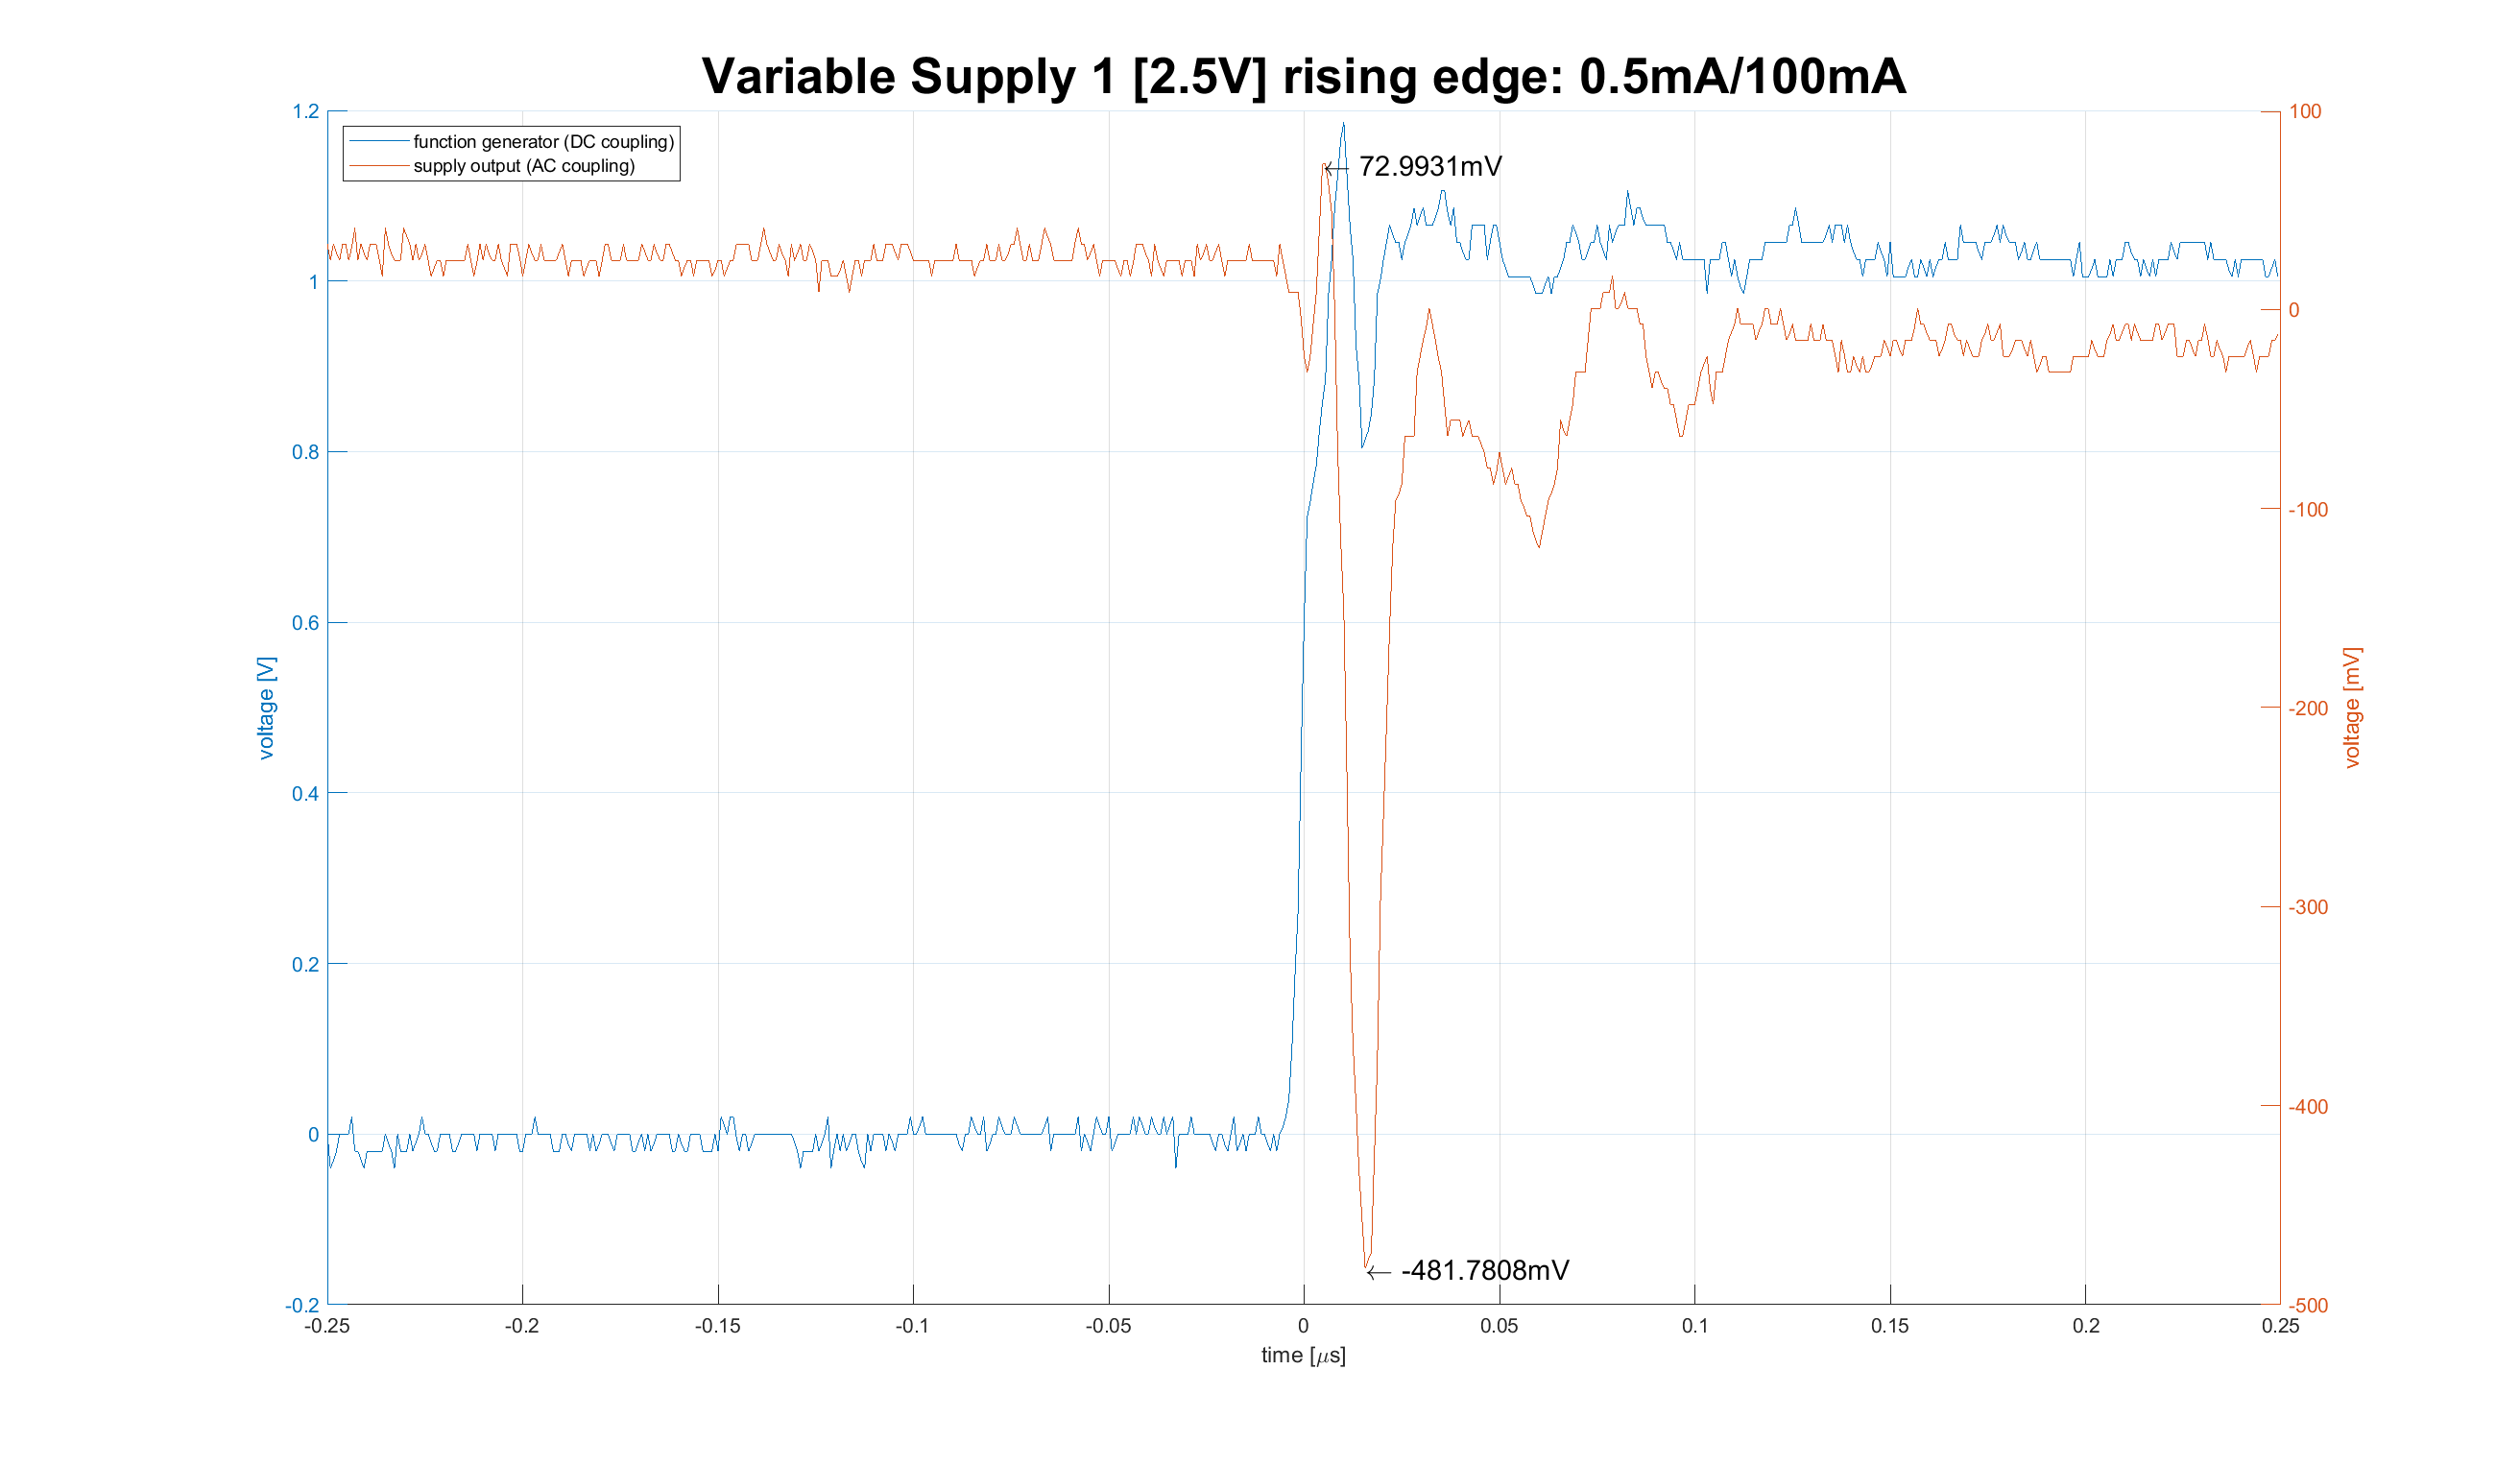 Variable Supply 1 [2.5V] rising edge: 0.5mA/100mA
function generator (DC coupling)
supply output (AC coupling)
← 72.9931mV
← -481.7808mV
1.2
1
0.8
0.6
0.4
0.2
0
-0.2
voltage [V]
100
0
-100
-200
-300
-400
-500
voltage [mV]
-0.25 -0.2 -0.15 -0.1 -0.05 0 0.05 0.1 0.15 0.2 0.25
time [μs]